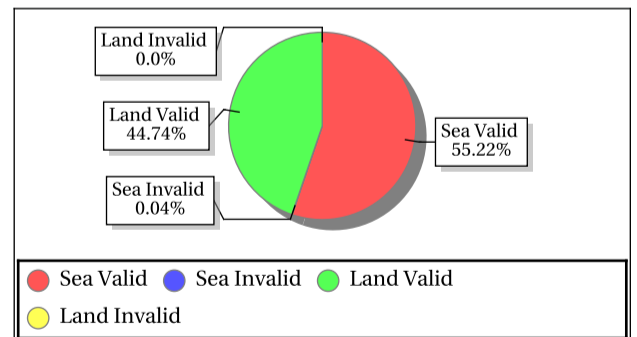 Land Invalid
0.0%
Land Valid
44.74%
Sea Valid
55.22%
Sea Invalid
0.04%
Sea Valid Sea Invalid Land Valid
Land Invalid